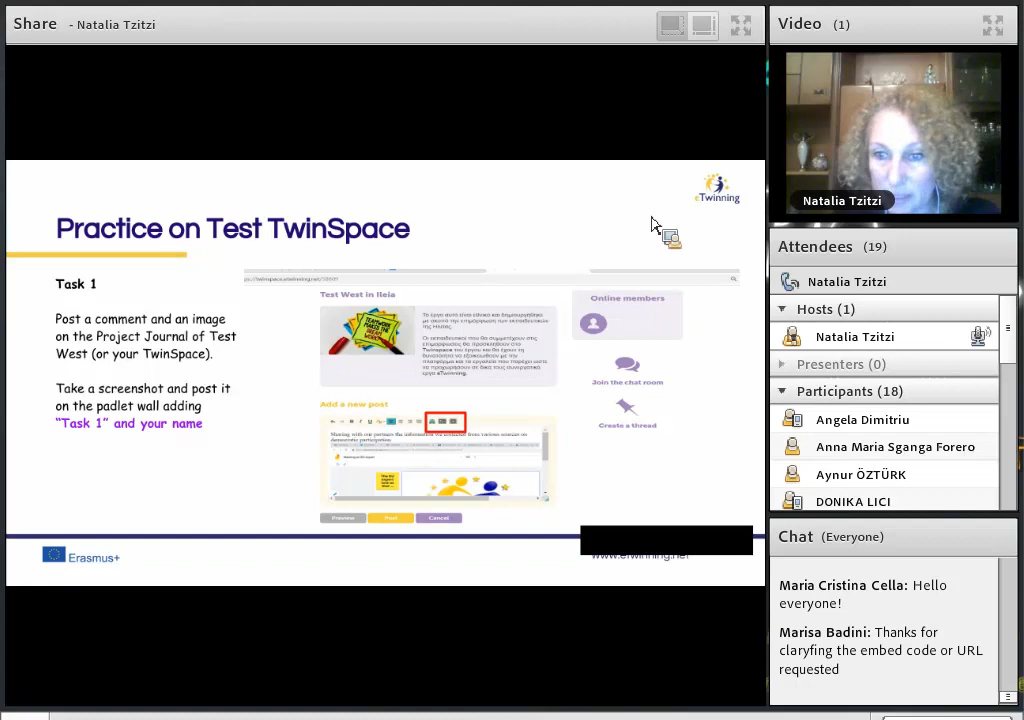 Share - Natalia Tzitzi
eTwinning
Practice on Test TwinSpace
Task 1
Post a comment and an image
on the Project Journal of Test
West (or your TwinSpace).
Take a screenshot and post it
on the padlet wall adding
“Task 1” and your name
Test West in Ileia
Online members
Join the chat room
Create a thread
Add a new post
Preview Post Cancel
Erasmus+
www.etwinning.net
Video (1)
Natalia Tzitzi
Attendees (19)
Natalia Tzitzi
Hosts (1)
Natalia Tzitzi
Presenters (0)
Participants (18)
Angela Dimitriu
Anna Maria Sganga Forero
Aynur ÖZTÜRK
DONIKA LICI
Chat (Everyone)
Maria Cristina Cella: Hello
everyone!
Marisa Badini: Thanks for
claryfing the embed code or URL
requested